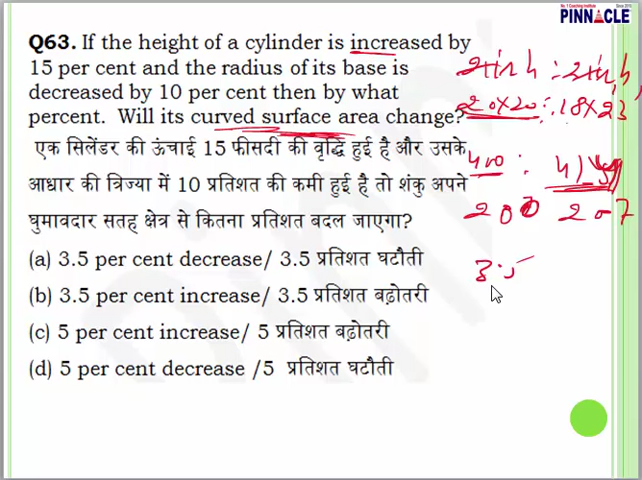 No. 1 Coaching Institute
Since 2010
PINNACLE
Q63. If the height of a cylinder is increased by
15 per cent and the radius of its base is
decreased by 10 per cent then by what
percent. Will its curved surface area change?
एक सिलेंडर की ऊंचाई 15 फीसदी की वृद्धि हुई है और उसके
आधार की त्रिज्या में 10 प्रतिशत की कमी हुई है तो शंकु अपने
घुमावदार सतह क्षेत्र से कितना प्रतिशत बदल जाएगा?
(a) 3.5 per cent decrease/ 3.5 प्रतिशत घटौती
(b) 3.5 per cent increase/ 3.5 प्रतिशत बढ़ोतरी
(c) 5 per cent increase/ 5 प्रतिशत बढ़ोतरी
(d) 5 per cent decrease /5 प्रतिशत घटौती
20×20 : 18×23
400 :
200 207
3.5